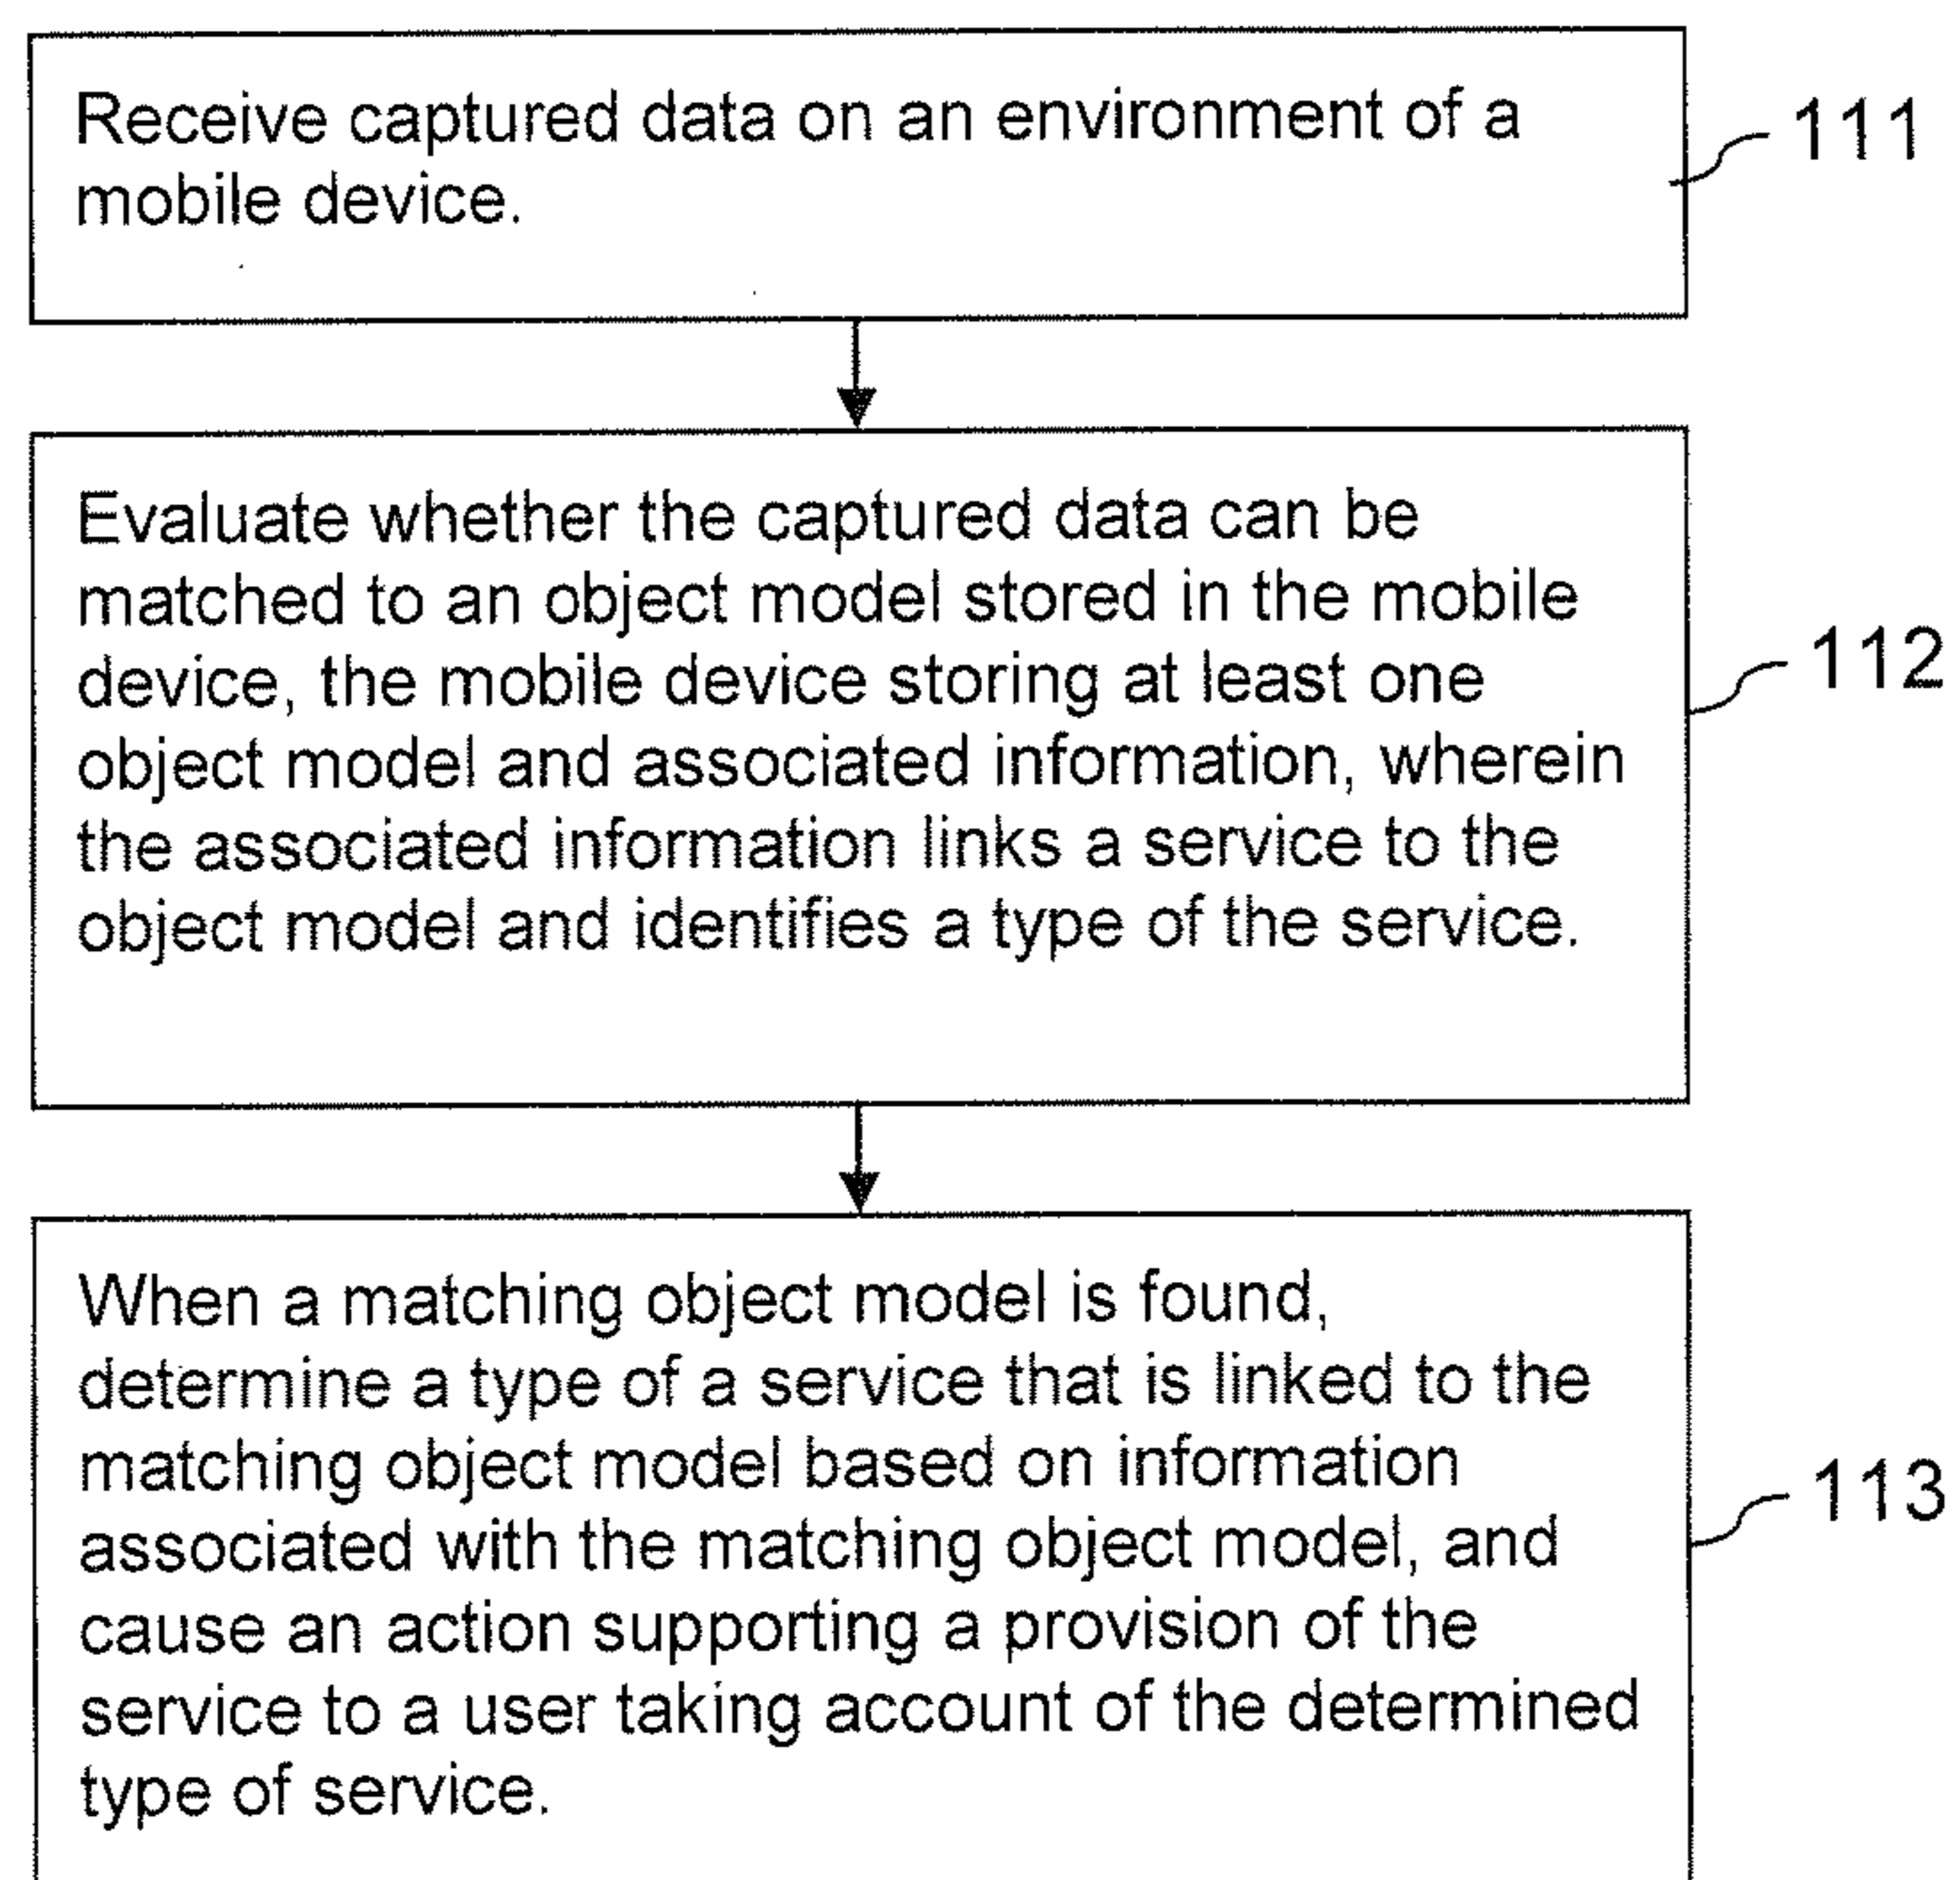 Receive captured data on an environment of a
mobile device.
111
Evaluate whether the captured data can be
matched to an object model stored in the mobile
device, the mobile device storing at least one
object model and associated information, wherein
the associated information links a service to the
object model and identifies a type of the service.
112
When a matching object model is found,
determine a type of a service that is linked to the
matching object model based on information
associated with the matching object model, and
cause an action supporting a provision of the
service to a user taking account of the determined
type of service.
113